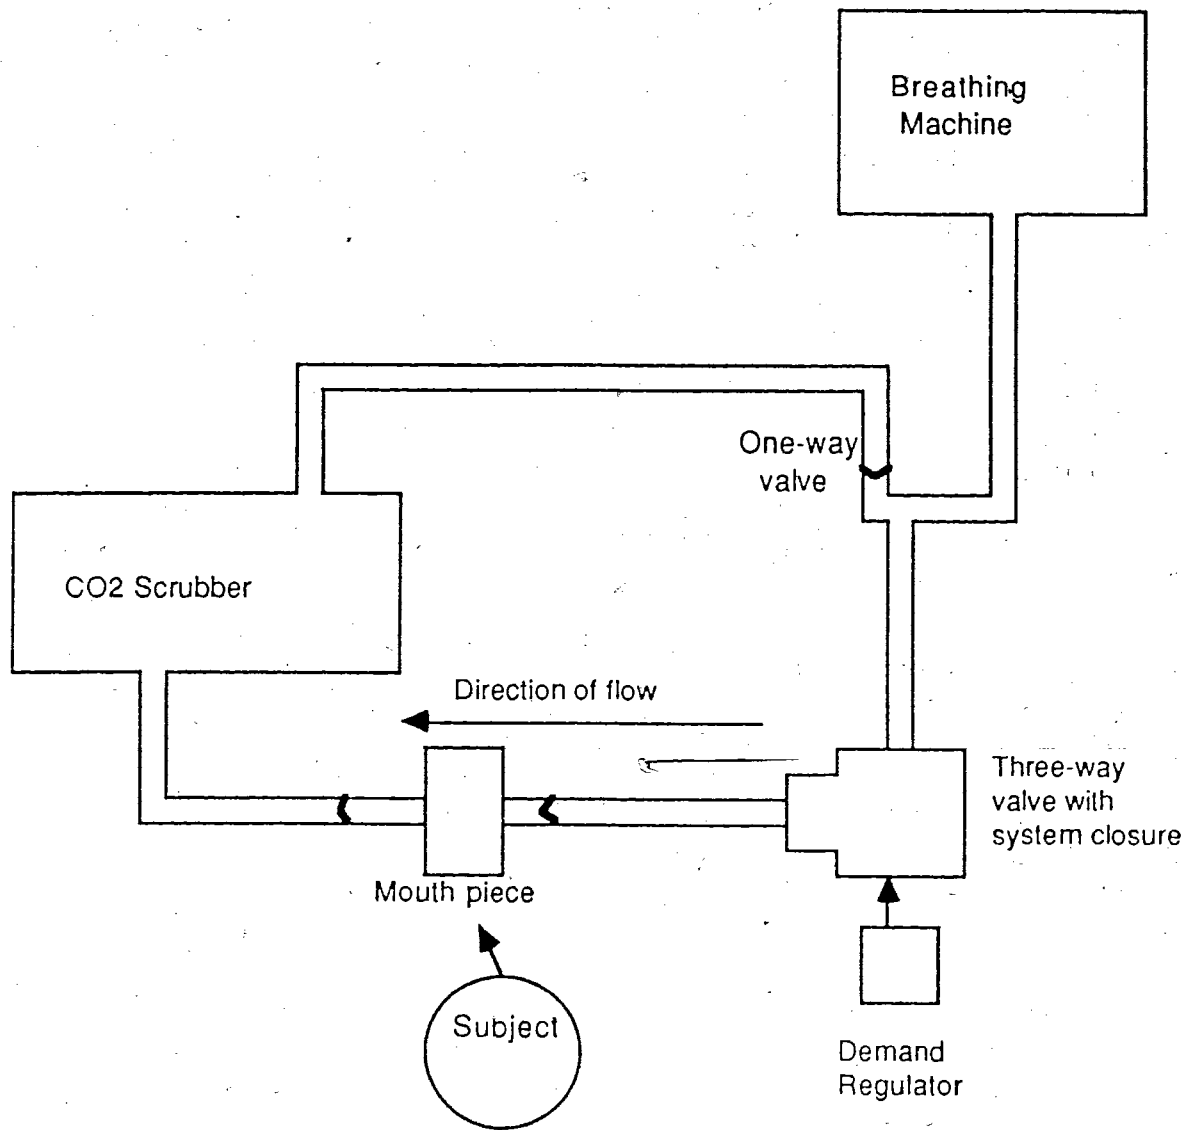 Breathing
Machine
One-way
valve
CO2 Scrubber
Direction of flow
Three-way
valve with
system closure
Mouth piece
Subject
Demand
Regulator